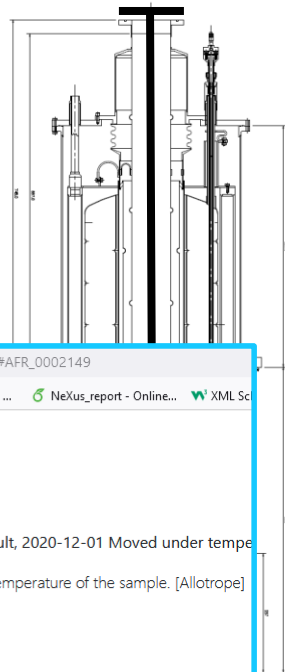 #AFR_0002149
... NeXus_report - Online... XML Sc
ult, 2020-12-01 Moved under tempe
emperature of the sample. [Allotrope]